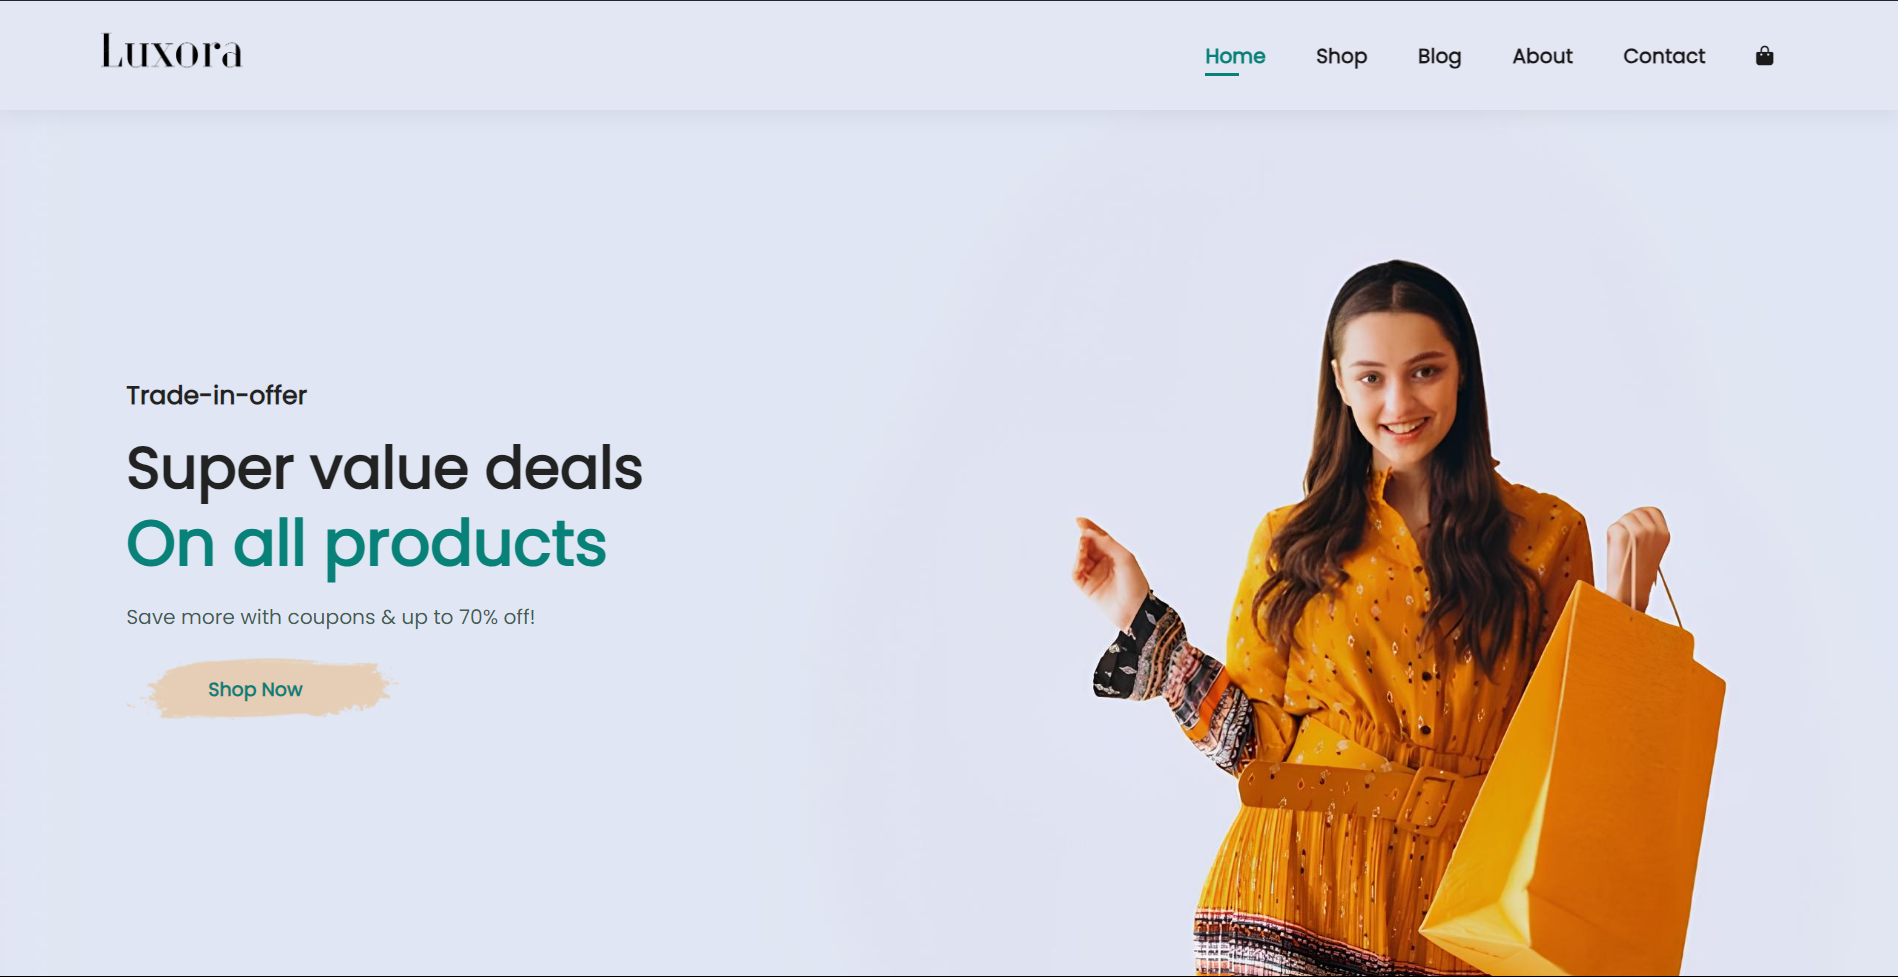 Luxora
Home Shop Blog About Contact
Trade-in-offer
Super value deals
On all products
Save more with coupons & up to 70% off!
Shop Now